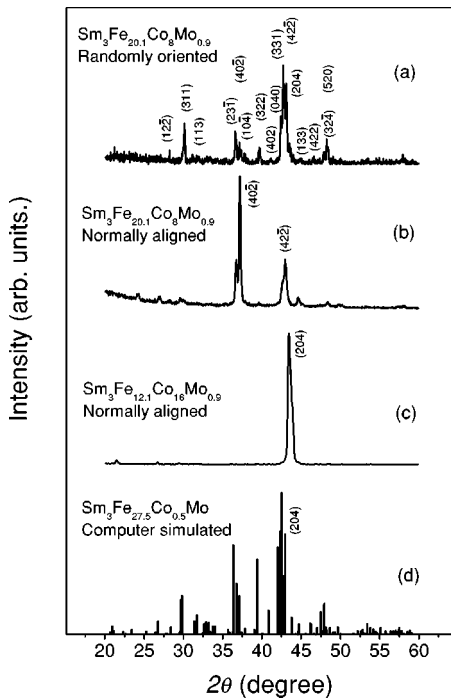 Sm₃Fe₂₀.₁Co₈Mo₀.₉
Randomly oriented
(a)
(122̅)
(311)
(113)
(231̅)
(402̅)
(104̅)
(322)
(402)
(040)
(331)
(422̅)
(204)
(133)
(422)
(324̅)
(520)
Sm₃Fe₂₀.₁Co₈Mo₀.₉
Normally aligned
(b)
(402̅)
(422̅)
Sm₃Fe₁₂.₁Co₁₆Mo₀.₉
Normally aligned
(c)
(204)
Sm₃Fe₂₇.₅Co₀.₅Mo
Computer simulated
(d)
(204)
Intensity (arb. units.)
20 25 30 35 40 45 50 55 60
2θ (degree)